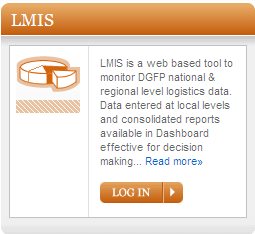 LMIS
LMIS is a web based tool to
monitor DGFP national &
regional level logistics data.
Data entered at local levels
and consolidated reports
available in Dashboard
effective for decision
making... Read more»
LOG IN